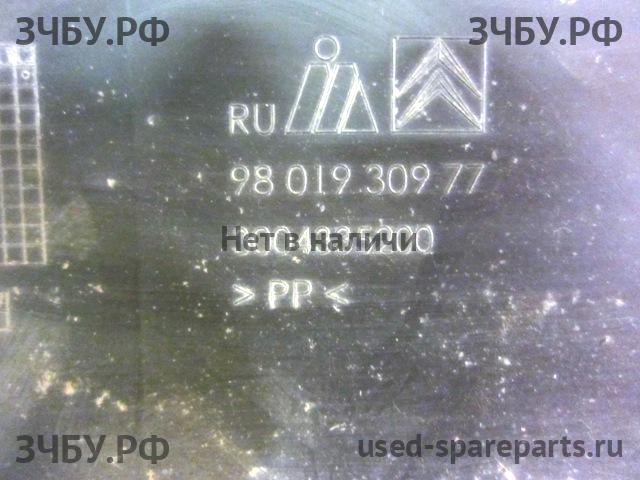 ЗЧБУ.РФ ЗЧБУ.РФ
RU
98 019 309 77
Нет в наличи
> PP <
ЗЧБУ.РФ used-spareparts.ru